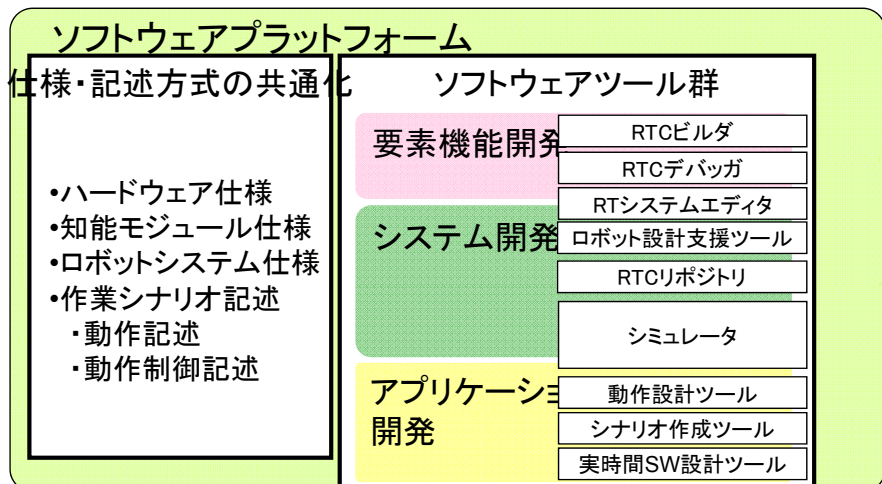 ソフトウェアプラットフォーム
仕様・記述方式の共通化
•ハードウェア仕様
•知能モジュール仕様
•ロボットシステム仕様
•作業シナリオ記述
・動作記述
・動作制御記述
ソフトウェアツール群
要素機能開発
RTCビルダ
RTCデバッガ
RTシステムエディタ
システム開発
ロボット設計支援ツール
RTCリポジトリ
シミュレータ
アプリケーショ
開発
動作設計ツール
シナリオ作成ツール
実時間SW設計ツール